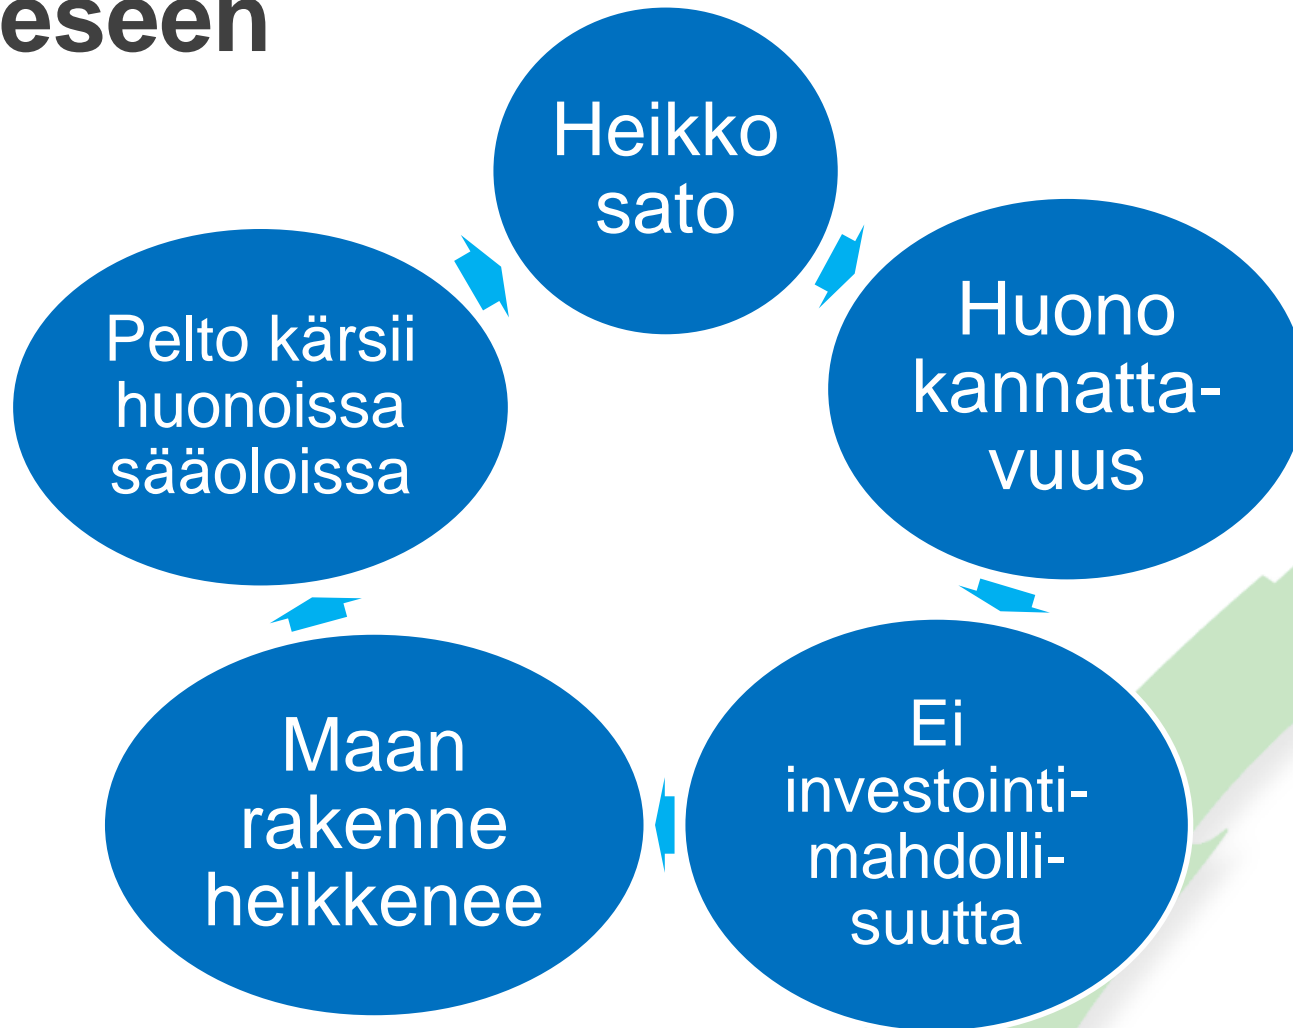 eseen
Heikko
sato
Huono
kannatta-
vuus
Ei
investointi-
mahdolli-
suutta
Maan
rakenne
heikkenee
Pelto kärsii
huonoissa
sääoloissa